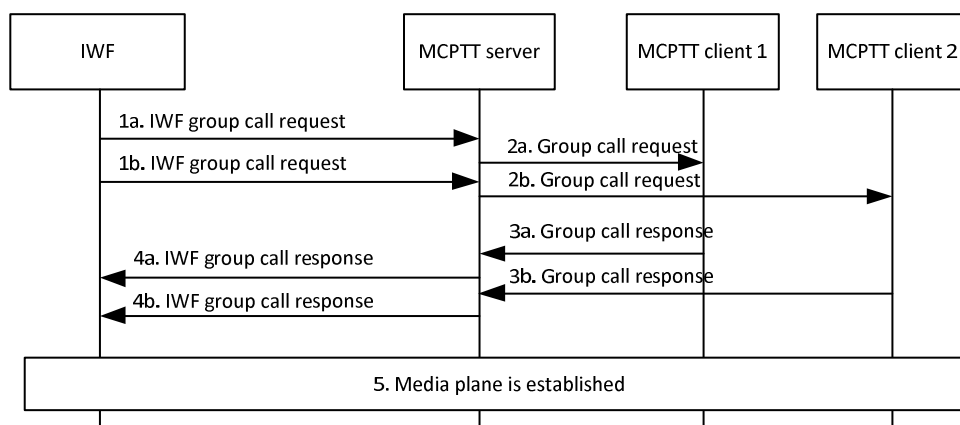 IWF
MCPTT server
MCPTT client 1
MCPTT client 2
1a. IWF group call request
2a. Group call request
1b. IWF group call request
2b. Group call request
3a. Group call response
4a. IWF group call response
3b. Group call response
4b. IWF group call response
5. Media plane is established